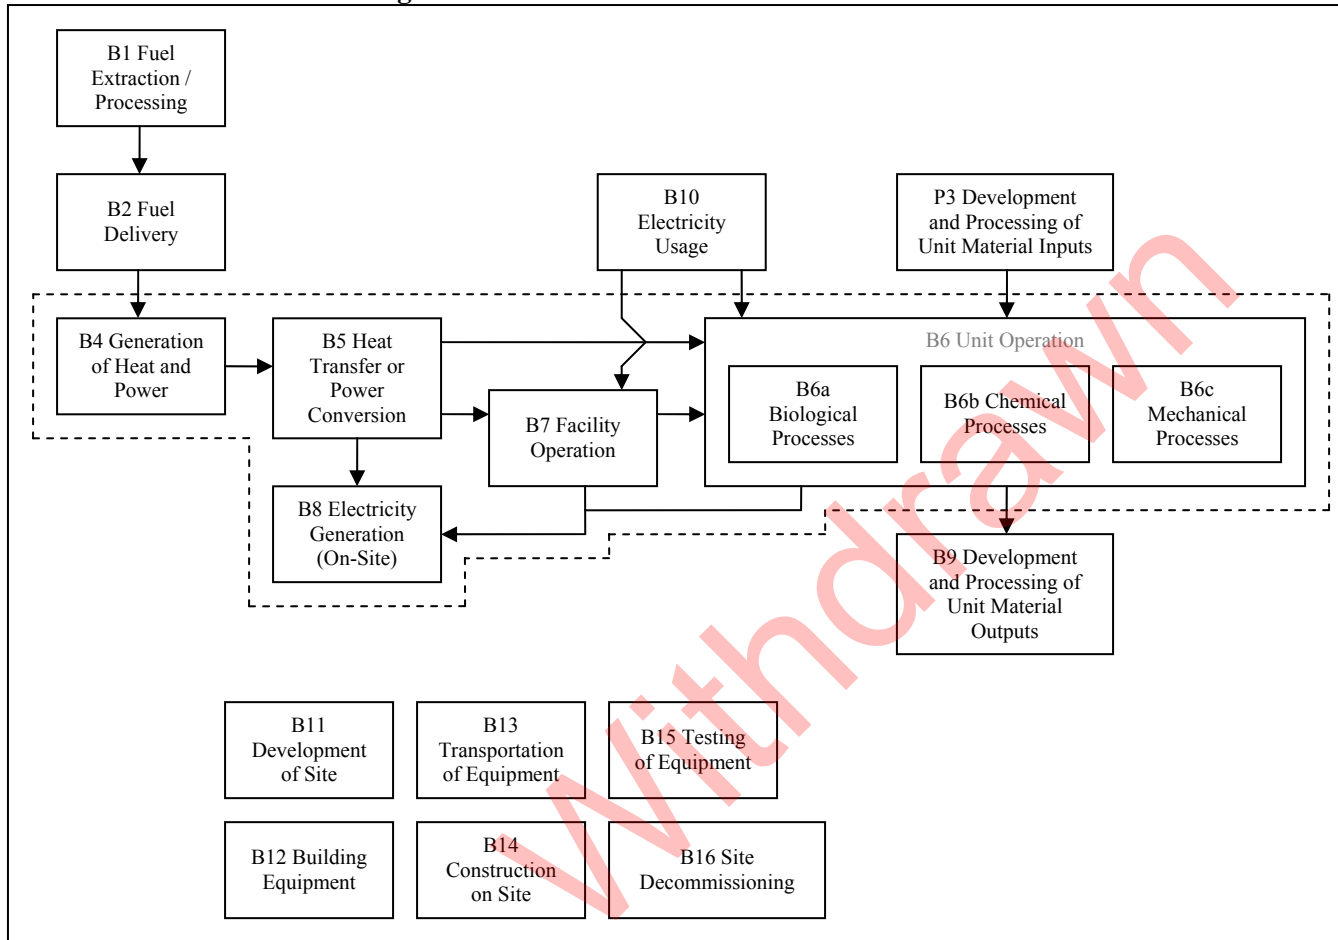 B1 Fuel
Extraction /
Processing
B2 Fuel
Delivery
B10
Electricity
Usage
P3 Development
and Processing of
Unit Material Inputs
B4 Generation
of Heat and
Power
B5 Heat
Transfer or
Power
Conversion
B6 Unit Operation
B6a
Biological
Processes
B6b Chemical
Processes
B6c
Mechanical
Processes
B7 Facility
Operation
B8 Electricity
Generation
(On-Site)
B9 Development
and Processing of
Unit Material
Outputs
B11
Development
of Site
B13
Transportation
of Equipment
B15 Testing
of Equipment
B12 Building
Equipment
B14
Construction
on Site
B16 Site
Decommissioning
Withdrawn